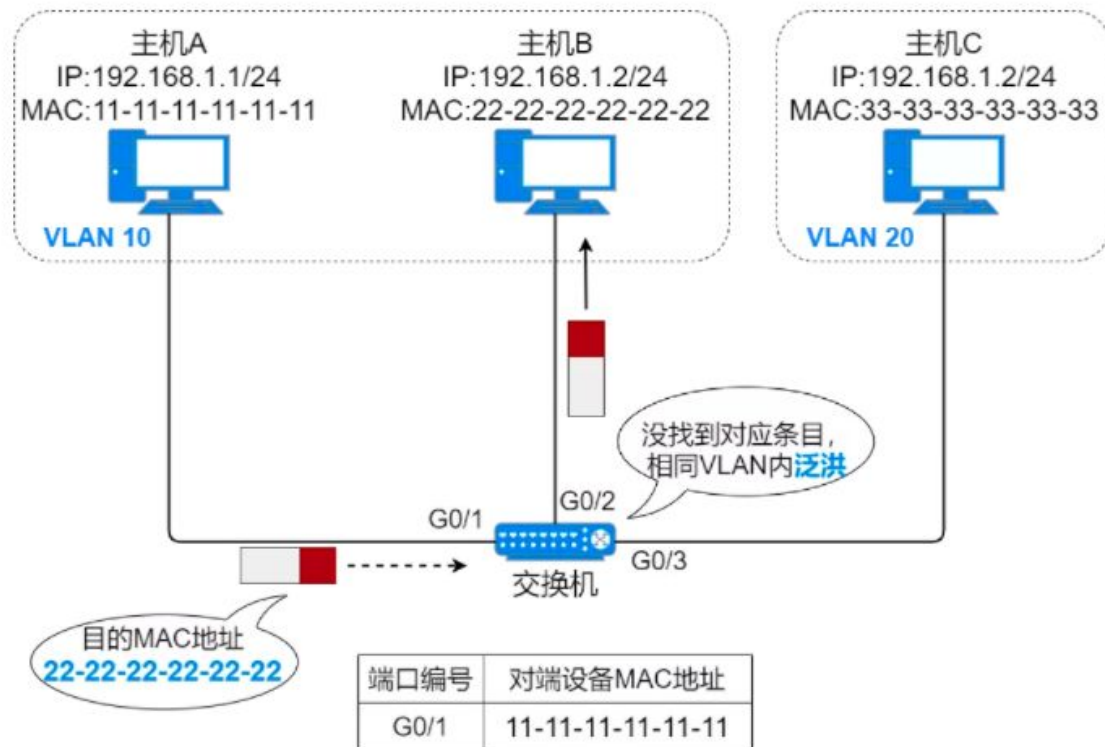 主机A
IP:192.168.1.1/24
MAC:11-11-11-11-11-11
主机B
IP:192.168.1.2/24
MAC:22-22-22-22-22-22
主机C
IP:192.168.1.2/24
MAC:33-33-33-33-33-33
VLAN 10
VLAN 20
没找到对应条目，
相同VLAN内泛洪
G0/1
G0/2
G0/3
交换机
目的MAC地址
22-22-22-22-22-22
端口编号 对端设备MAC地址
G0/1 11-11-11-11-11-11